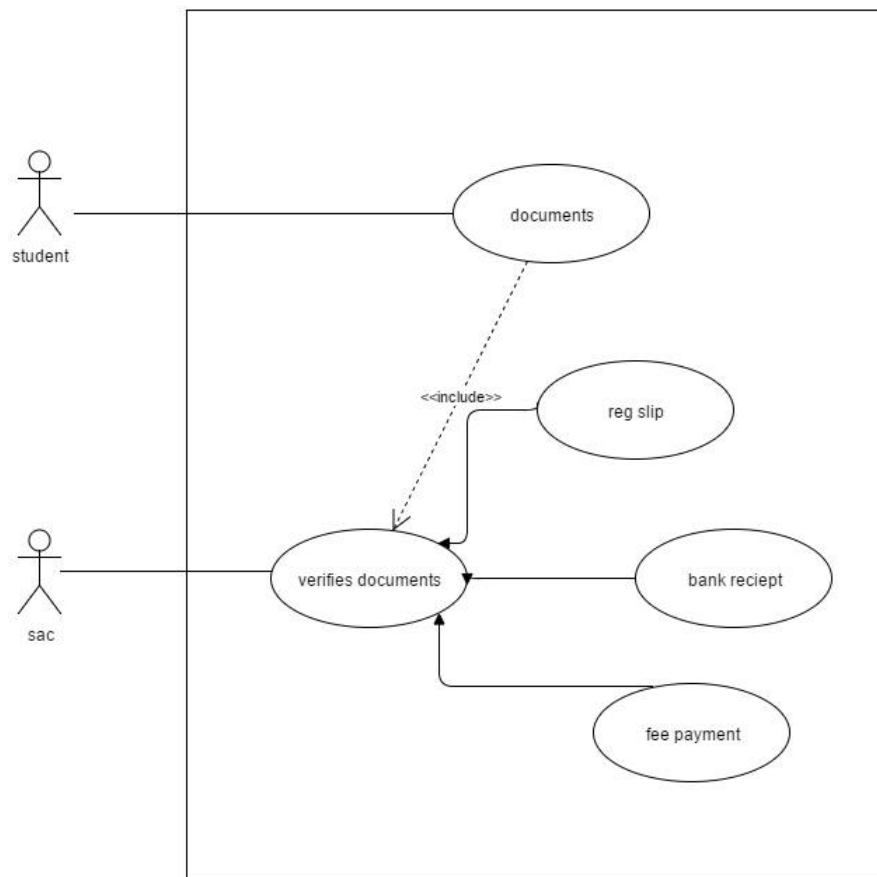 documents
student
<<include>>
reg slip
verifies documents
bank reciept
sac
fee payment